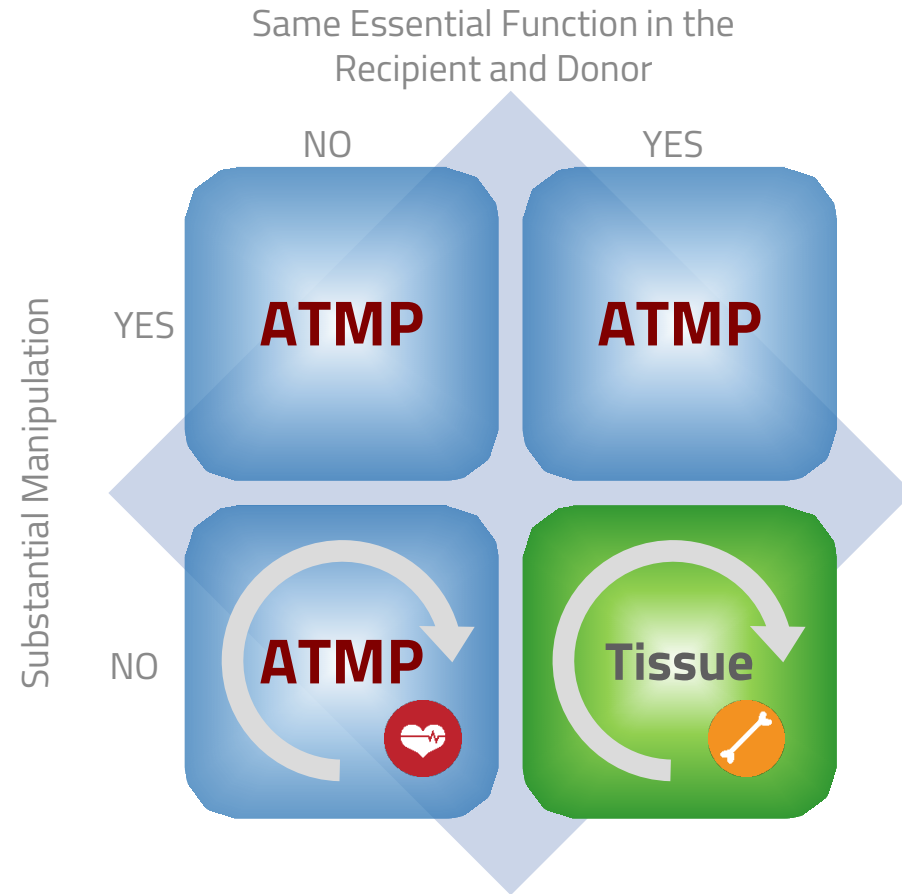 Same Essential Function in the
Recipient and Donor
NO YES
Substantial Manipulation
YES ATMP ATMP
NO ATMP Tissue